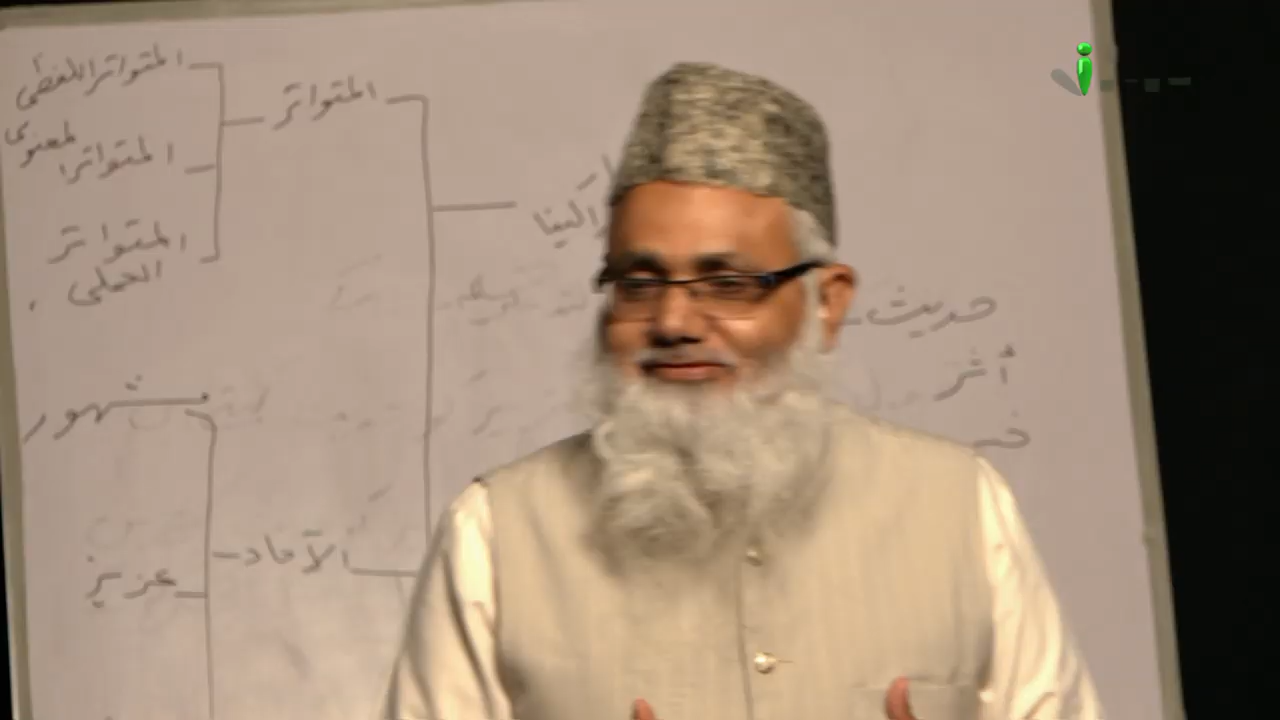 حديث
أثر
المتواتر
المتواتر اللفظي
المتواتر المعنوي
المتواتر
العملي
الآحاد
مشهور
عزيز